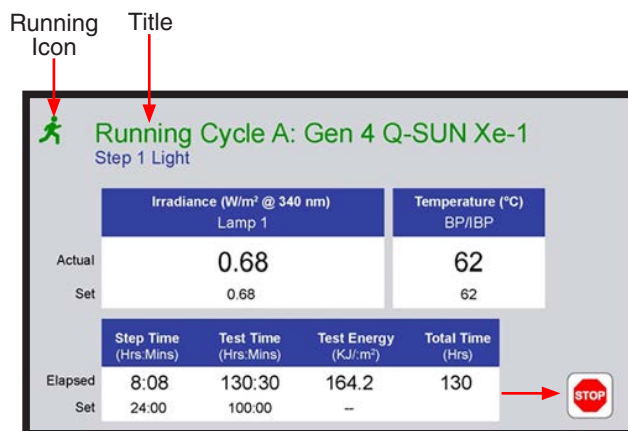 Running Icon
Title
Running Cycle A: Gen 4 Q-SUN Xe-1
Step 1 Light
Irradiance (W/m² @ 340 nm)
Lamp 1
Temperature (°C)
BP/IBP
Actual 0.68 62
Set 0.68 62
Step Time (Hrs:Mins)
Test Time (Hrs:Mins)
Test Energy (KJ/:m²)
Total Time (Hrs)
Elapsed 8:08 130:30 164.2 130
Set 24:00 100:00 --
STOP